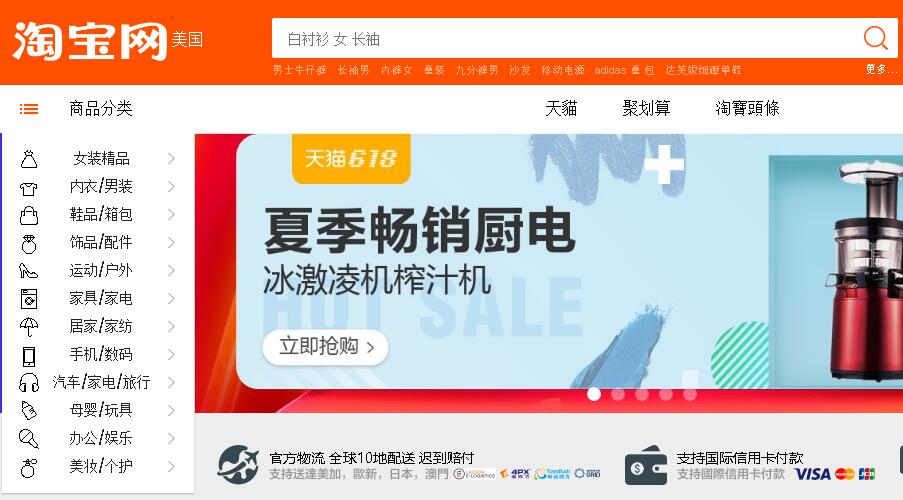 淘宝网 美国
白衬衫 女 长袖
男士牛仔裤 长袖男 内裤女 童装 九分裤男 沙发 移动电源 adidas 童 包 达芙妮细跟单鞋 更多...
商品分类 天貓 聚划算 淘寶頭條
女装精品
内衣/男装
鞋品/箱包
饰品/配件
运动/户外
家具/家电
居家/家纺
手机/数码
汽车/家电/旅行
母婴/玩具
办公/娱乐
美妆/个护
天猫618
夏季畅销厨电
冰激凌机榨汁机
HOT SALE
立即抢购
官方物流 全球10地配送 迟到赔付
支持送達美加，歐新，日本，澳門 LAZADA E-LOGISTICS 4PX
支持国际信用卡付款
支持國際信用卡付款 VISA JCB